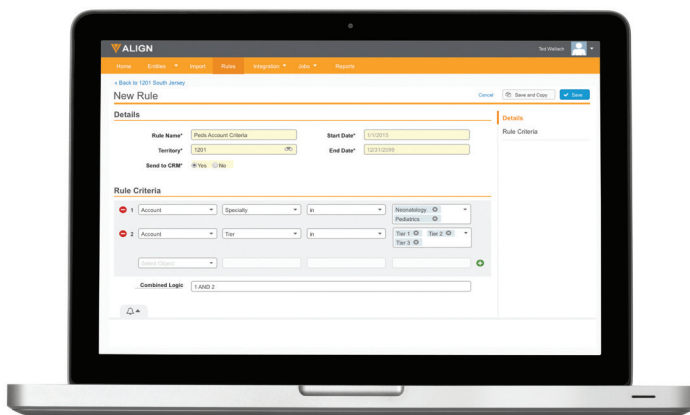 ALIGN
Ted Wallach
Home Entities Import Rules Integration Jobs Reports
« Back to 1201 South Jersey
New Rule
Cancel Save and Copy Save
Details
Details
Rule Criteria
Rule Name* Peds Account Criteria Start Date* 1/1/2013
Territory* 1201 End Date* 12/31/2099
Send to CRM* Yes No
Rule Criteria
1 Account Specialty in Neonatology
Pediatrics
2 Account Tier in Tier 1 Tier 2
Tier 3
Select Object
Combined Logic 1 AND 2